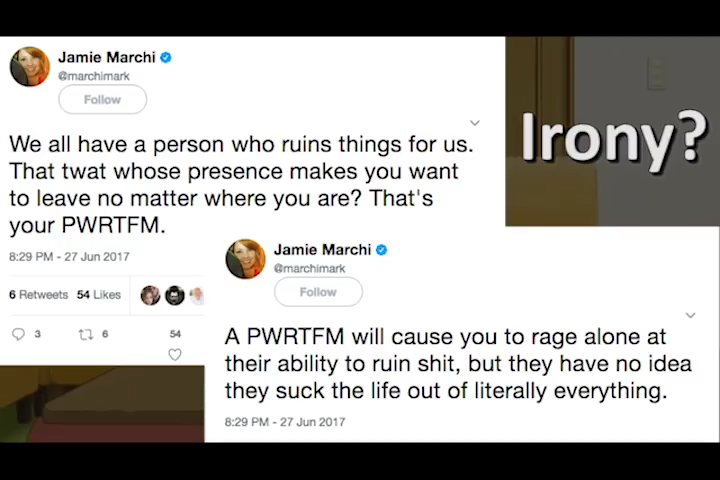 Jamie Marchi
@marchimark
Follow
We all have a person who ruins things for us.
That twat whose presence makes you want
to leave no matter where you are? That's
your PWRTFM.
8:29 PM - 27 Jun 2017
6 Retweets 54 Likes
3 6 54
Irony?
Jamie Marchi
@marchimark
Follow
A PWRTFM will cause you to rage alone at
their ability to ruin shit, but they have no idea
they suck the life out of literally everything.
8:29 PM - 27 Jun 2017